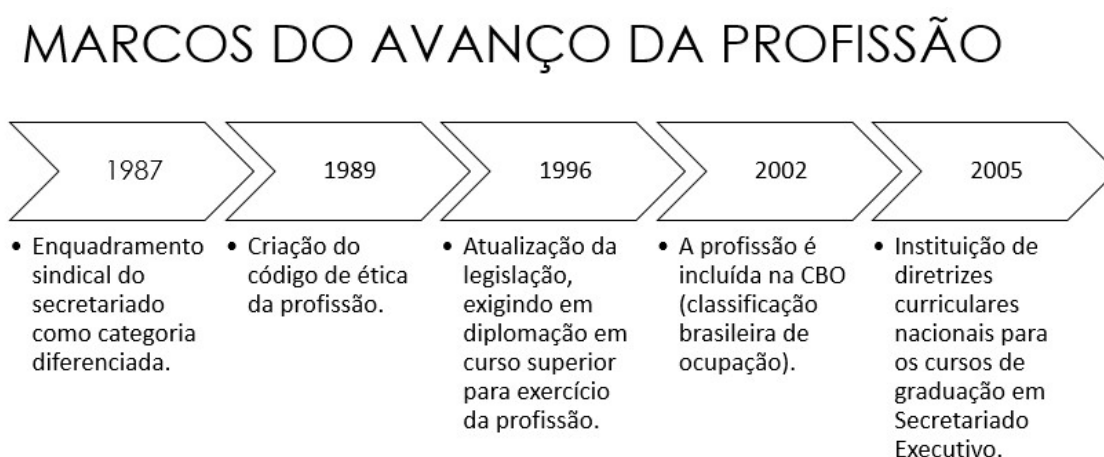 MARCOS DO AVANÇO DA PROFISSÃO
1987
1989
1996
2002
2005
• Enquadramento
sindical do
secretariado
como categoria
diferenciada.
• Criação do
código de ética
da profissão.
• Atualização da
legislação,
exigindo em
diplomação em
curso superior
para exercício
da profissão.
• A profissão é
incluída na CBO
(classificação
brasileira de
ocupação).
• Instituição de
diretrizes
curriculares
nacionais para
os cursos de
graduação em
Secretariado
Executivo.